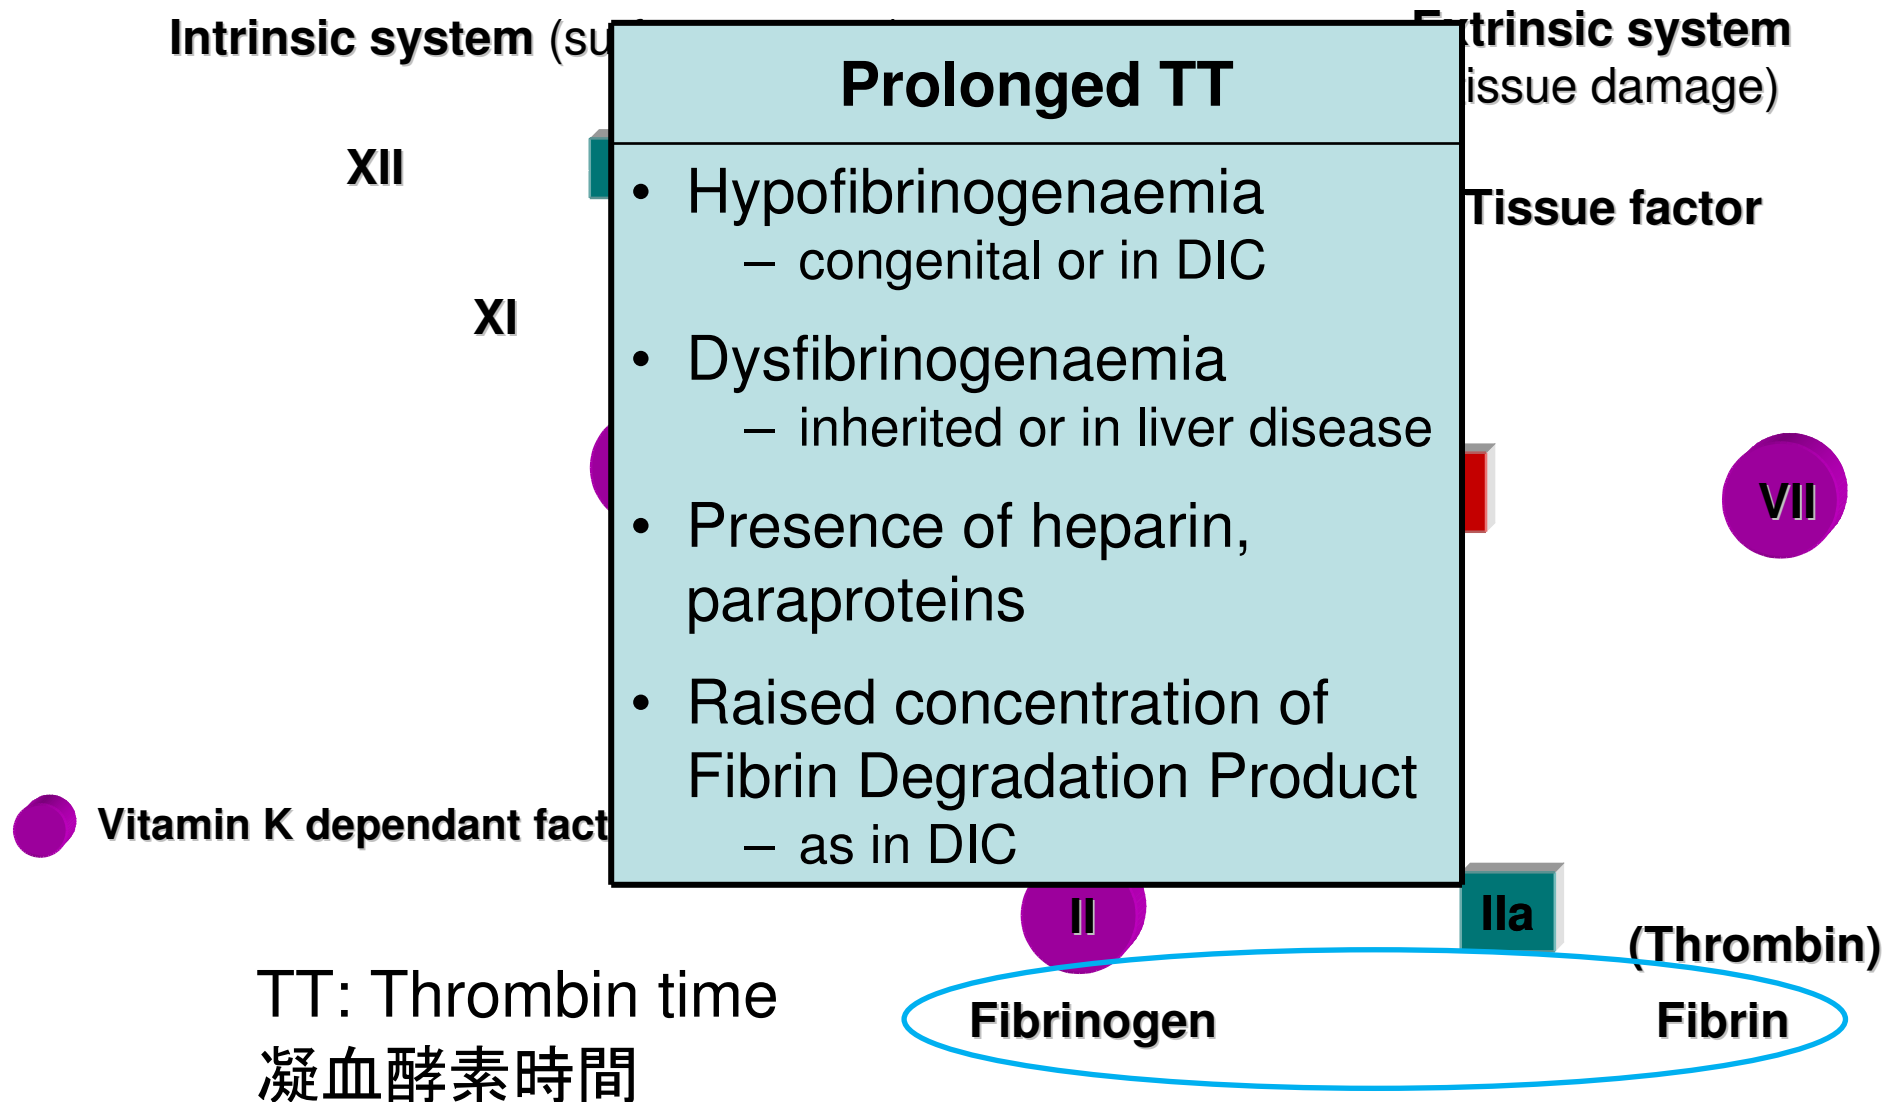 Intrinsic system (su
Extrinsic system
issue damage)
Prolonged TT
XII
• Hypofibrinogenaemia
– congenital or in DIC
Tissue factor
XI
• Dysfibrinogenaemia
– inherited or in liver disease
VII
• Presence of heparin,
paraproteins
• Raised concentration of
Fibrin Degradation Product
– as in DIC
Vitamin K dependant fact
II
IIa
(Thrombin)
TT: Thrombin time
凝血酵素時間
Fibrinogen
Fibrin